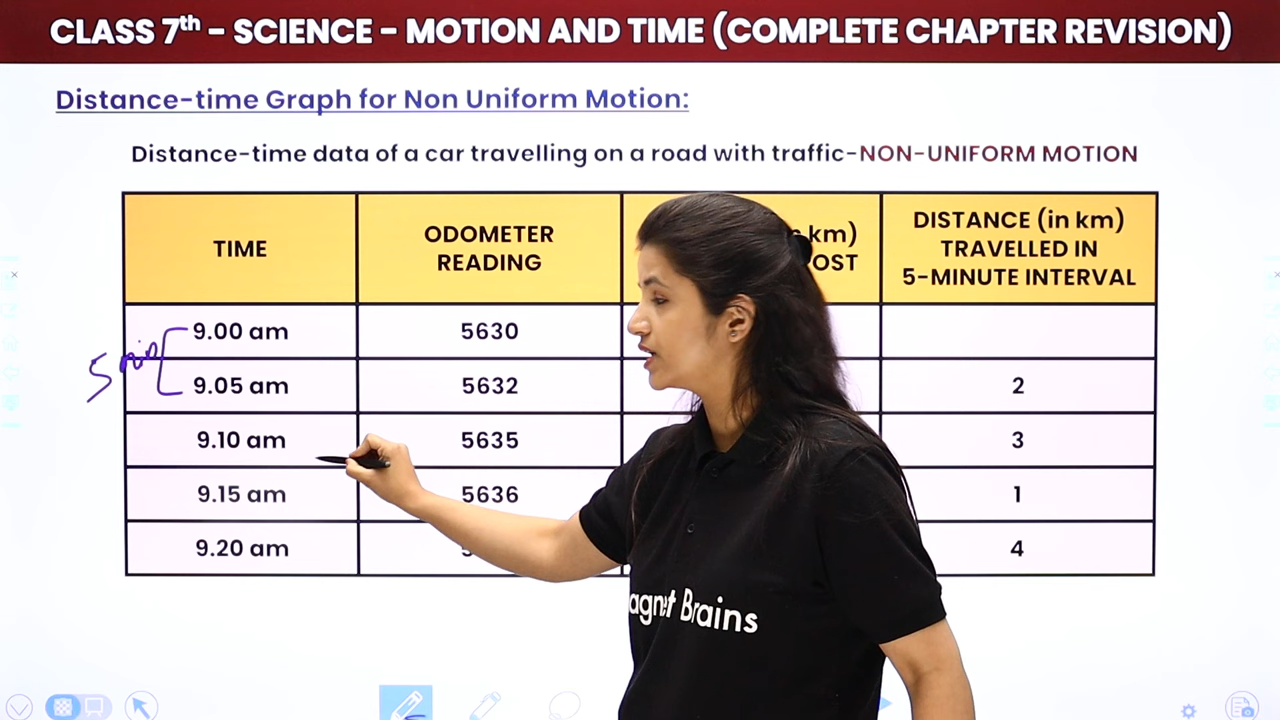 CLASS 7th – SCIENCE – MOTION AND TIME (COMPLETE CHAPTER REVISION)
Distance-time Graph for Non Uniform Motion:
Distance-time data of a car travelling on a road with traffic-NON-UNIFORM MOTION
TIME
ODOMETER
READING
km)
OST
DISTANCE (in km)
TRAVELLED IN
5-MINUTE INTERVAL
9.00 am 5630
9.05 am 5632 2
5 min
9.10 am 5635 3
9.15 am 5636 1
9.20 am 4
agnet Brains